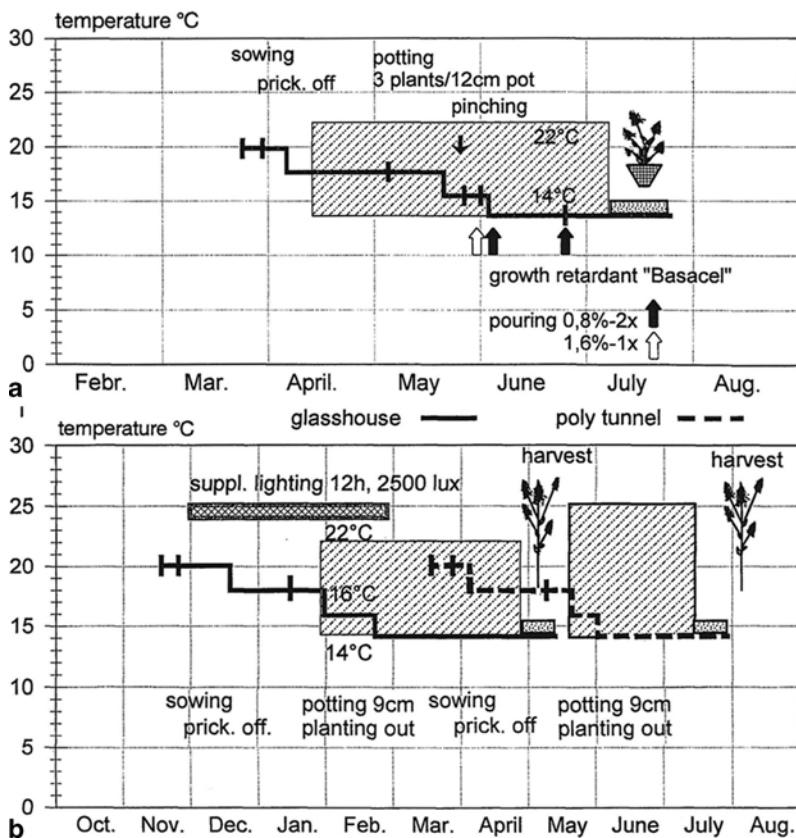 temperature °C
30
25
20
15
10
5
0
sowing
prick. off
potting
3 plants/12cm pot
pinching
22°C
14°C
growth retardant "Basacel"
pouring 0,8%-2x
1,6%-1x
a
Febr. Mar. April. May June July Aug.
glasshouse poly tunnel
temperature °C
30
25
20
15
10
5
0
suppl. lighting 12h, 2500 lux
harvest
harvest
22°C
16°C
14°C
sowing
prick. off.
potting 9cm
planting out
sowing
prick. off
potting 9cm
planting out
b
Oct. Nov. Dec. Jan. Feb. Mar. April May June July Aug.